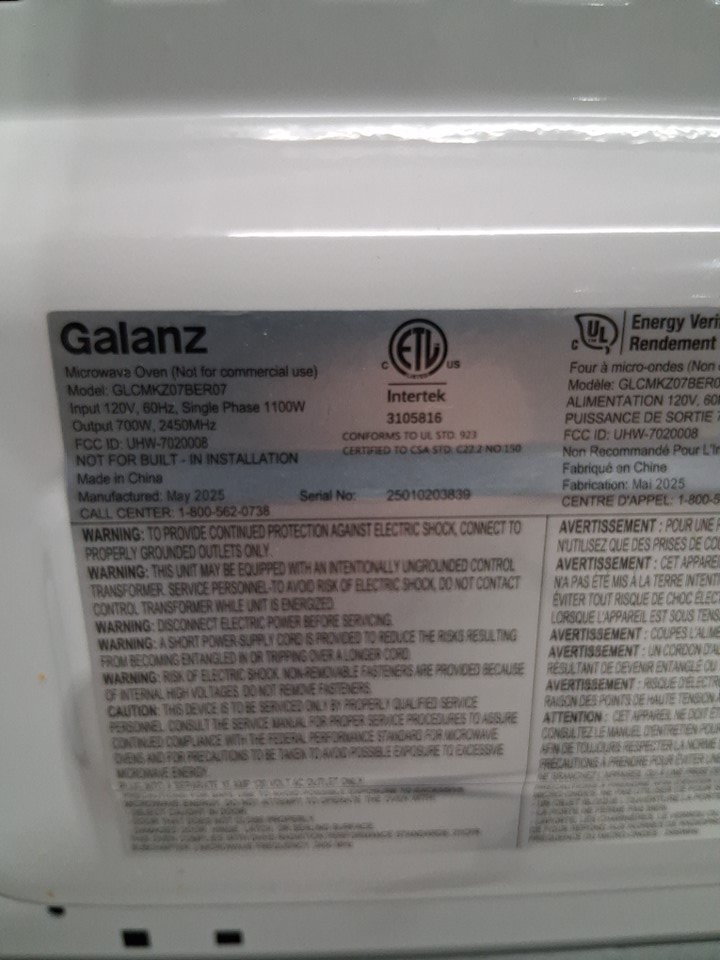 Galanz
Microwava Oven (Not for commercial use)
Model: GLCMKZ07BER07
Input 120V, 60Hz, Single Phase 1100W
Output 700W, 2450MHz
FCC ID: UHW-7020008
NOT FOR BUILT - IN INSTALLATION
Made in China
Manufactured: May 2025 Serial No: 25010203839
CALL CENTER: 1-800-562-0738
C ETL US
Intertek
3105816
CONFORMS TO UL STD. 923
CERTIFIED TO CSA STD. C22.2 NO.150
WARNING: TO PROVIDE CONTINUED PROTECTION AGAINST ELECTRIC SHOCK, CONNECT TO
PROPERLY GROUNDED OUTLETS ONLY.
WARNING: THIS UNIT MAY BE EQUIPPED WITH AN INTENTIONALLY UNGROUNDED CONTROL
TRANSFORMER. SERVICE PERSONNEL-TO AVOID RISK OF ELECTRIC SHOCK, DO NOT CONTACT
CONTROL TRANSFORMER WHILE UNIT IS ENERGIZED.
WARNING: DISCONNECT ELECTRIC POWER BEFORE SERVICING.
WARNING: A SHORT POWER-SUPPLY CORD IS PROVIDED TO REDUCE THE RISKS RESULTING
FROM BECOMING ENTANGLED IN OR TRIPPING OVER A LONGER CORD.
WARNING: RISK OF ELECTRIC SHOCK. NON-REMOVABLE FASTENERS ARE PROVIDED BECAUSE
OF INTERNAL HIGH VOLTAGES. DO NOT REMOVE FASTENERS.
CAUTION: THIS DEVICE IS TO BE SERVICED ONLY BY PROPERLY QUALIFIED SERVICE
PERSONNEL. CONSULT THE SERVICE MANUAL FOR PROPER SERVICE PROCEDURES TO ASSURE
CONTINUED COMPLIANCE WITH THE FEDERAL PERFORMANCE STANDARD FOR MICROWAVE
OVENS AND FOR PRECAUTIONS TO BE TAKEN TO AVOID POSSIBLE EXPOSURE TO EXCESSIVE
MICROWAVE ENERGY.
C UL Energy Veri
Rendement
Four à micro-ondes (Non
Modèle: GLCMKZ07BER0
ALIMENTATION 120V, 60
PUISSANCE DE SORTIE
FCC ID: UHW-7020008
Non Recommandé Pour L'In
Fabriqué en Chine
Fabrication: Mai 2025
CENTRE D'APPEL: 1-800-5
AVERTISSEMENT : POUR UNE
N'UTILISEZ QUE DES PRISES DE COU
AVERTISSEMENT : CET APPARE
N'A PAS ÉTÉ MIS À LA TERRE INTENTI
ÉVITER TOUT RISQUE DE CHOC ÉLECT
LORSQUE L'APPAREIL EST SOUS TENS
AVERTISSEMENT : COUPEZ L'ALIME
AVERTISSEMENT : UN CORDON D'AL
RÉSULTANT DE DEVENIR ENTANGLÉ OU
AVERTISSEMENT : RISQUE D'ÉLECTR
RAISON DES POINTS DE HAUTE TENSION
ATTENTION : CET APPAREIL NE DOIT E
CONSULTEZ LE MANUEL D'ENTRETIEN POUR
AFIN DE TOUJOURS RESPECTER LA NORME
PRÉCAUTIONS À PRENDRE POUR ÉVITER UNE